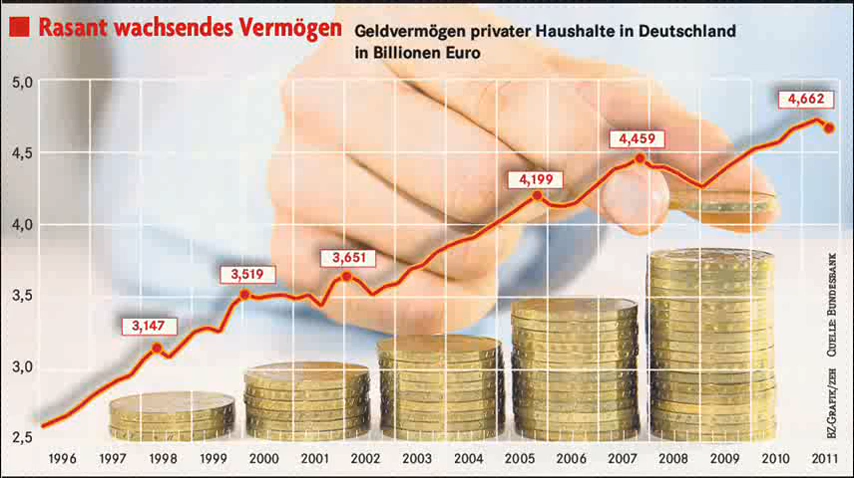 Rasant wachsendes Vermögen
Geldvermögen privater Haushalte in Deutschland
in Billionen Euro
5,0
4,5
4,0
3,5
3,0
2,5
3,147
3,519
3,651
4,199
4,459
4,662
1996 1997 1998 1999 2000 2001 2002 2003 2004 2005 2006 2007 2008 2009 2010 2011
BZ-GRAFIK/ZEH QUELLE: BUNDESBANK